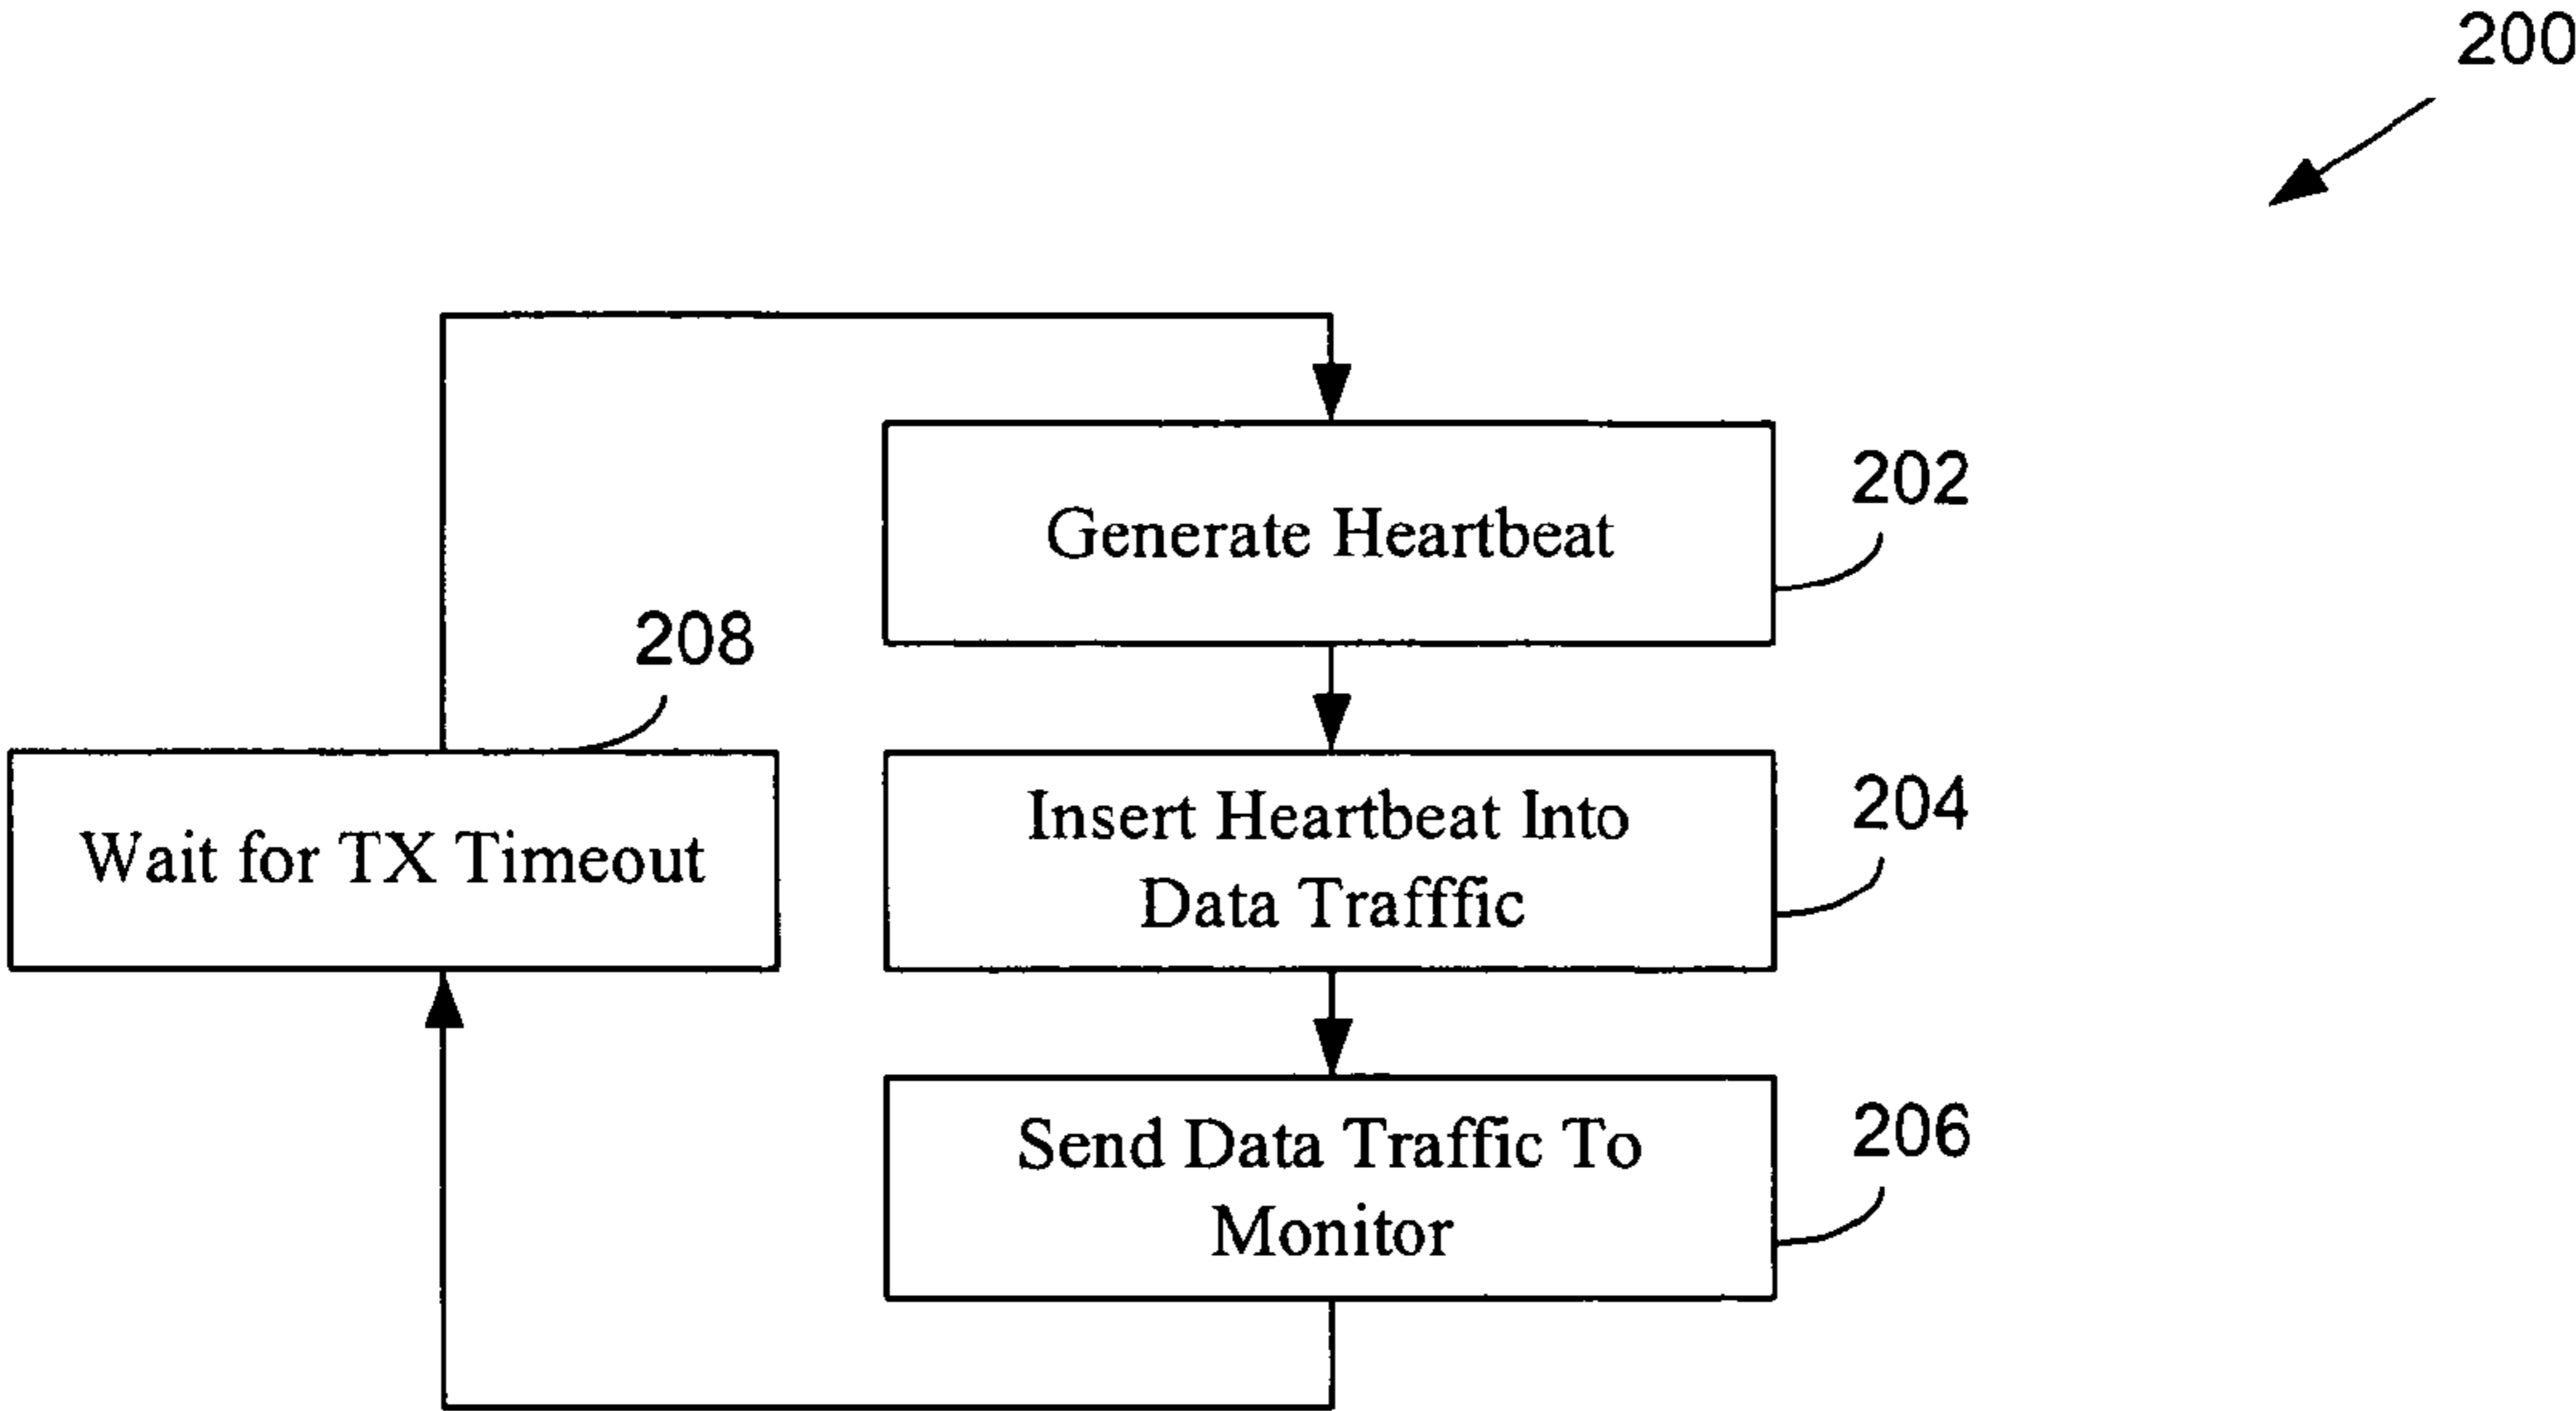 200
202
Generate Heartbeat
208
204
Insert Heartbeat Into
Data Trafffic
Wait for TX Timeout
206
Send Data Traffic To
Monitor